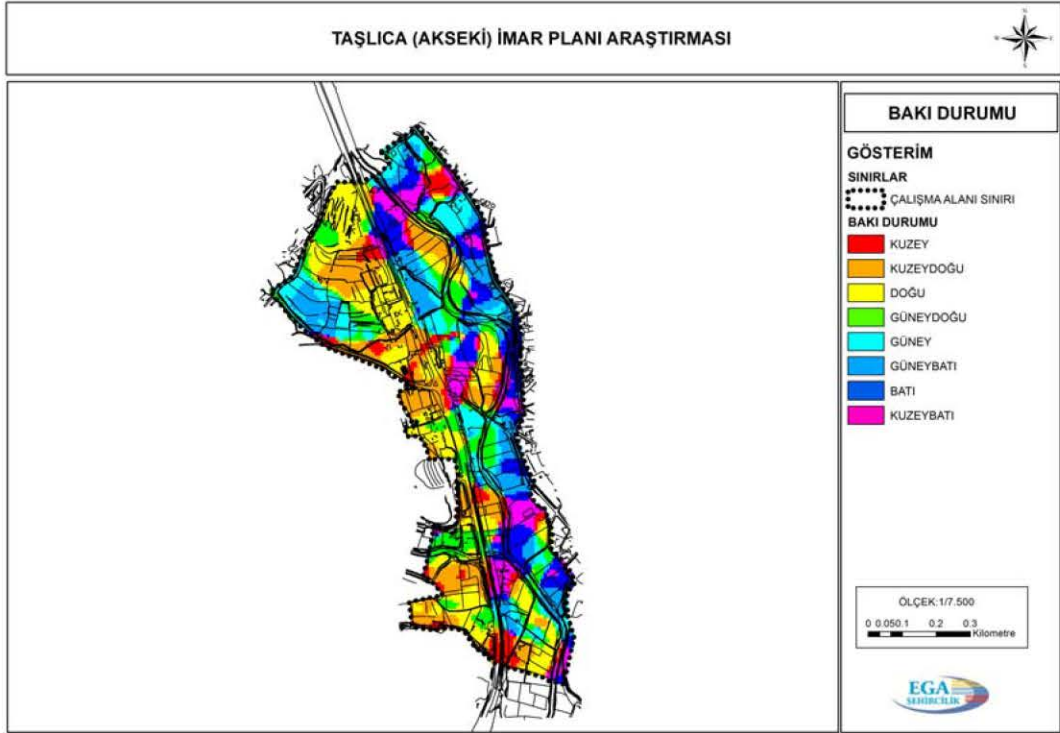 TAŞLICA (AKSEKİ) İMAR PLANI ARAŞTIRMASI
N
W
E
S
BAKI DURUMU
GÖSTERİM
SINIRLAR
ÇALIŞMA ALANI SINIRI
BAKI DURUMU
KUZEY
KUZEYDOĞU
DOĞU
GÜNEYDOĞU
GÜNEY
GÜNEYBATI
BATI
KUZEYBATI
ÖLÇEK:1/7.500
0 0.050.1 0.2 0.3
Kilometre
EGA
ŞEHİRCİLİK